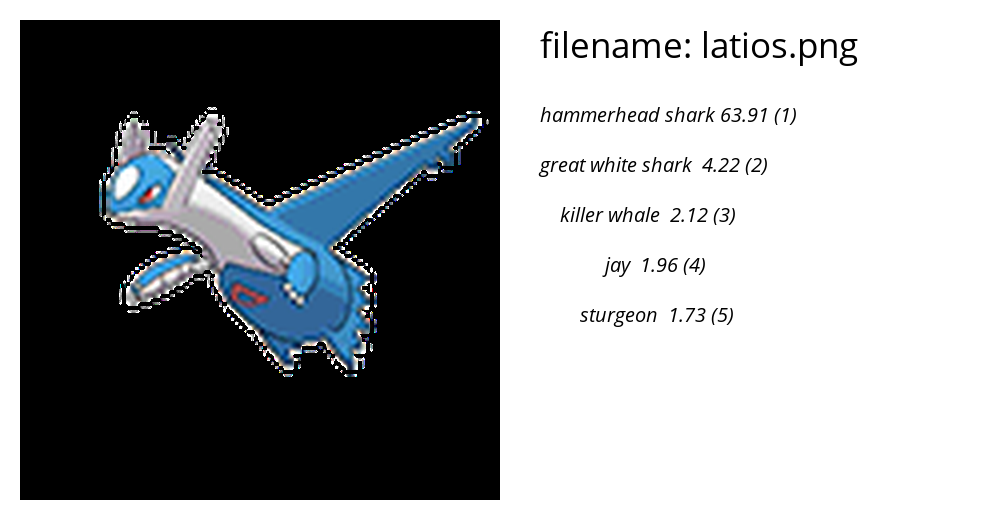 filename: latios.png
hammerhead shark 63.91 (1)
great white shark 4.22 (2)
killer whale 2.12 (3)
jay 1.96 (4)
sturgeon 1.73 (5)